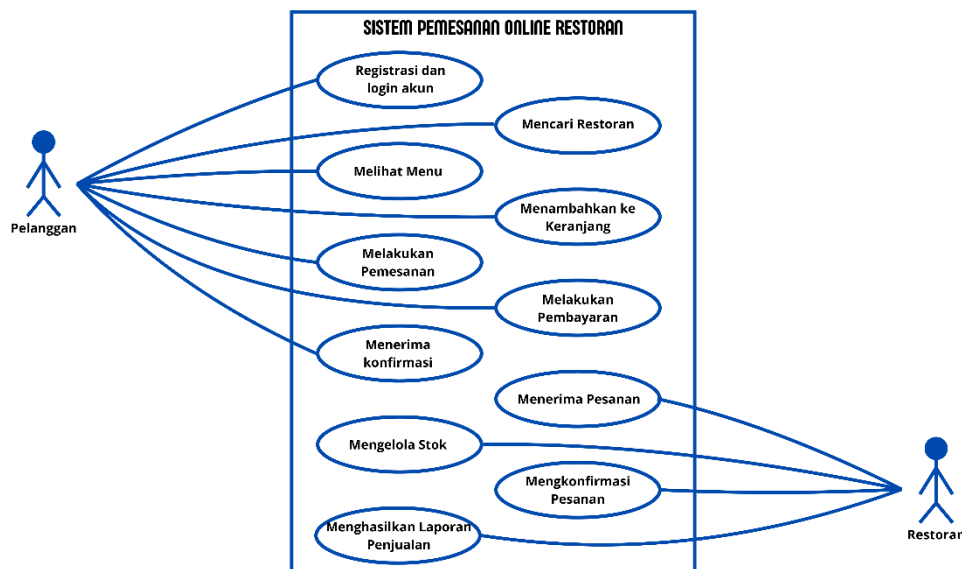 SISTEM PEMESANAN ONLINE RESTORAN
Registrasi dan
login akun
Mencari Restoran
Melihat Menu
Menambahkan ke
Keranjang
Pelanggan
Melakukan
Pemesanan
Melakukan
Pembayaran
Menerima
konfirmasi
Menerima Pesanan
Mengelola Stok
Mengkonfirmasi
Pesanan
Menghasilkan Laporan
Penjualan
Restoran